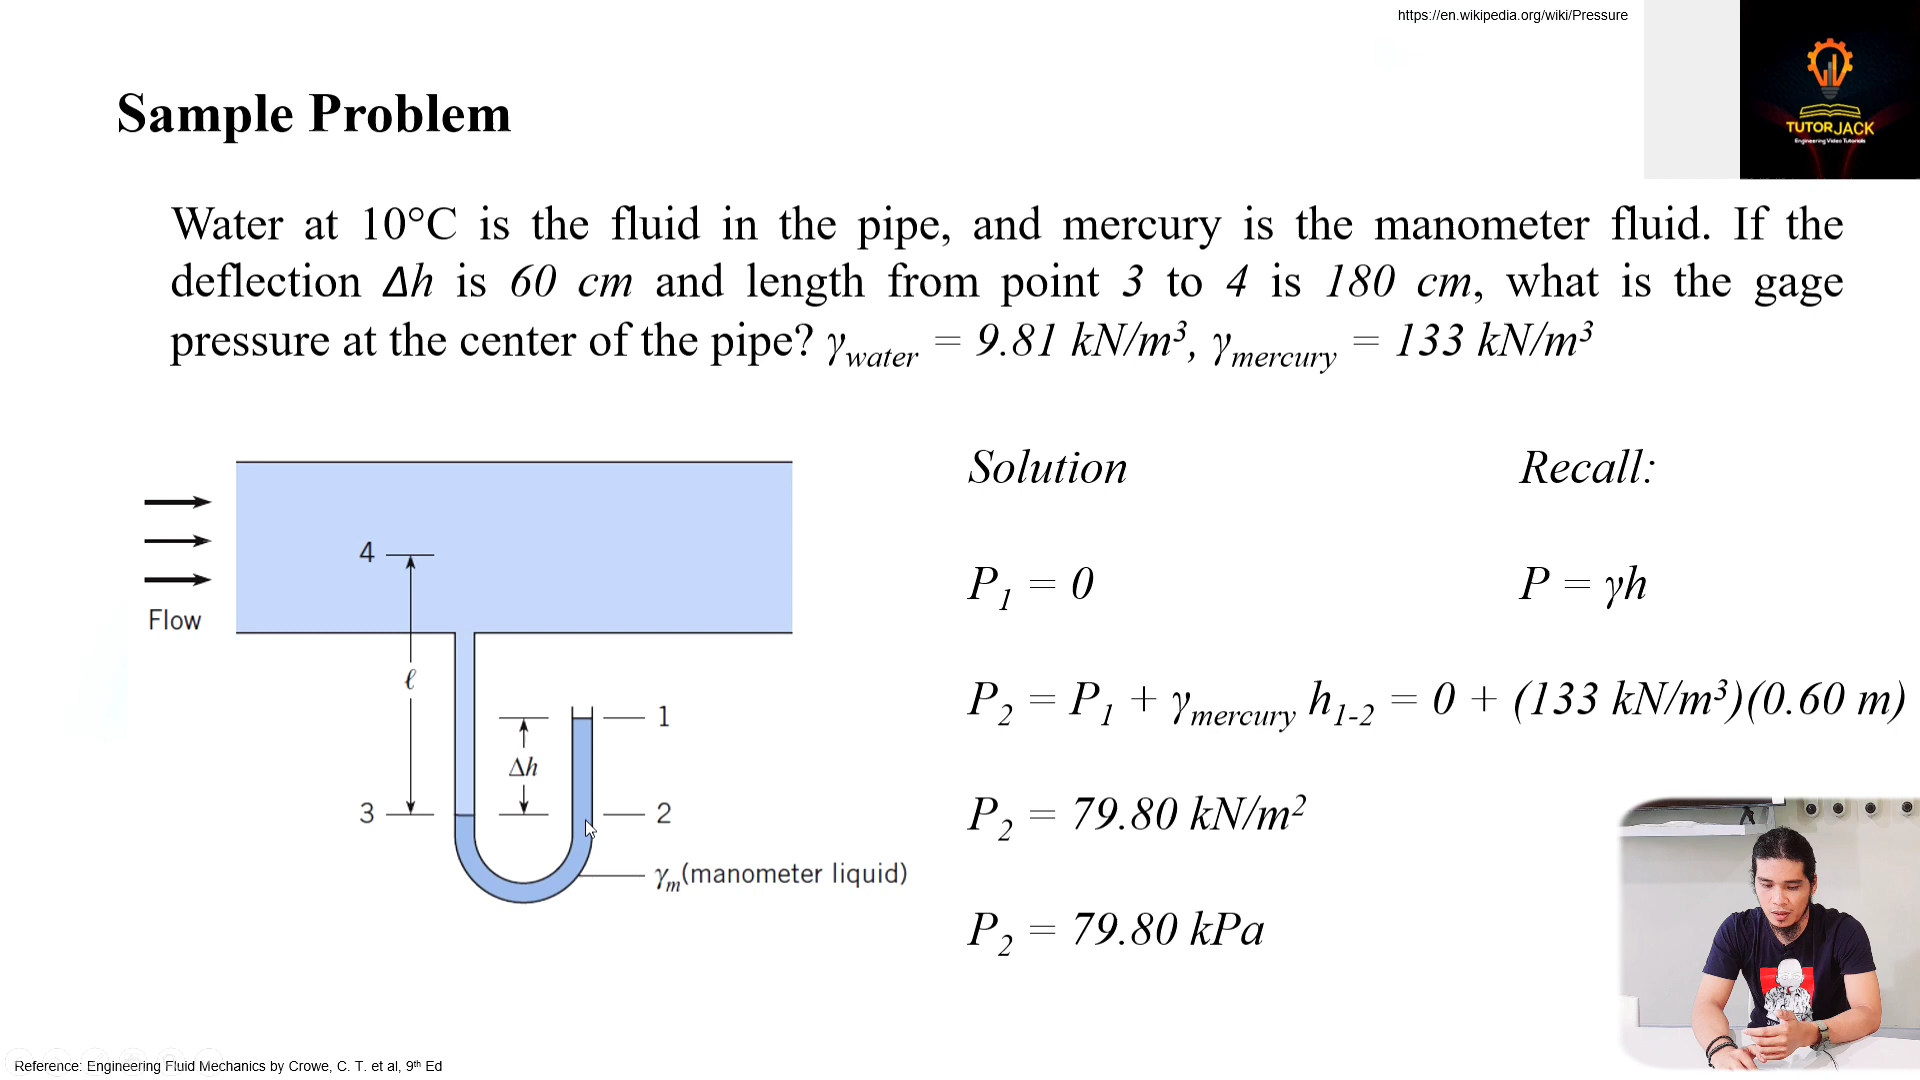 https://en.wikipedia.org/wiki/Pressure
TUTORJACK
Engineering Video Tutorials
Sample Problem
Water at 10°C is the fluid in the pipe, and mercury is the manometer fluid. If the
deflection Δh is 60 cm and length from point 3 to 4 is 180 cm, what is the gage
pressure at the center of the pipe? γwater = 9.81 kN/m³, γmercury = 133 kN/m³
4
Flow
ℓ
1
Δh
3
2
γm(manometer liquid)
Solution
Recall:
P₁ = 0
P = γh
P₂ = P₁ + γmercury h₁₋₂ = 0 + (133 kN/m³)(0.60 m)
P₂ = 79.80 kN/m²
P₂ = 79.80 kPa
Reference: Engineering Fluid Mechanics by Crowe, C. T. et al, 9th Ed